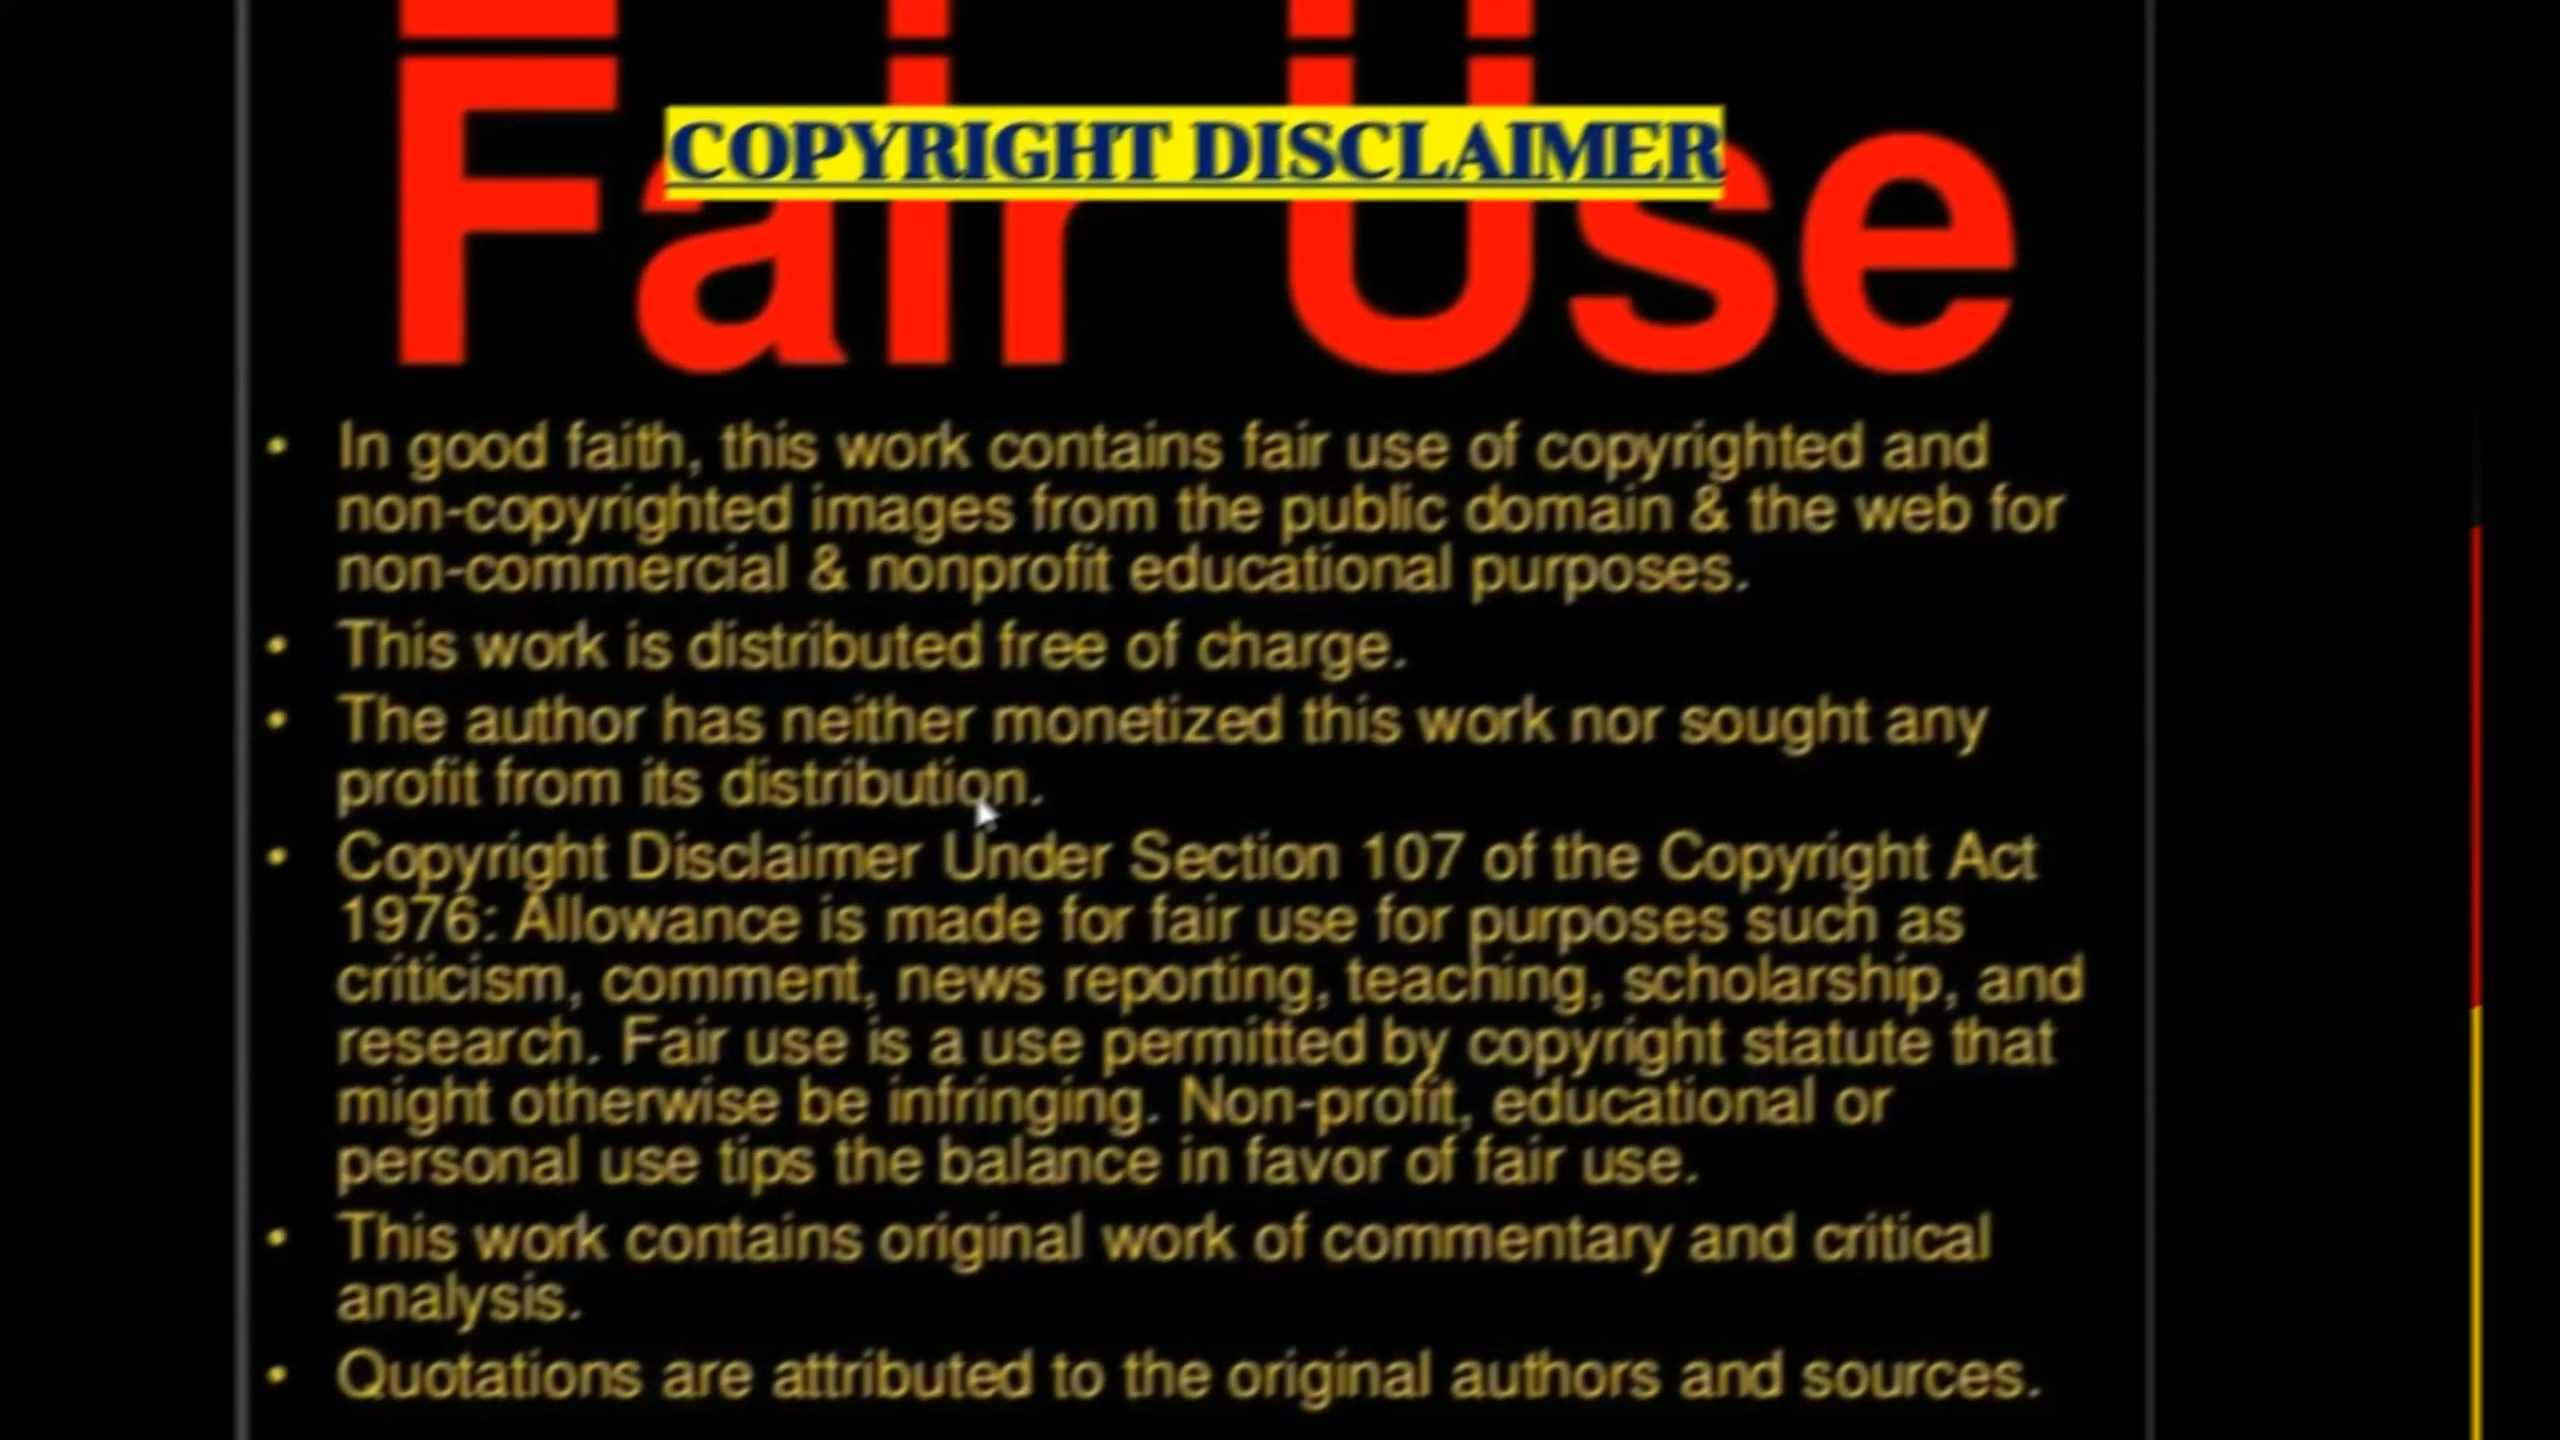 Fair Use
COPYRIGHT DISCLAIMER
• In good faith, this work contains fair use of copyrighted and
non-copyrighted images from the public domain & the web for
non-commercial & nonprofit educational purposes.
• This work is distributed free of charge.
• The author has neither monetized this work nor sought any
profit from its distribution.
• Copyright Disclaimer Under Section 107 of the Copyright Act
1976: Allowance is made for fair use for purposes such as
criticism, comment, news reporting, teaching, scholarship, and
research. Fair use is a use permitted by copyright statute that
might otherwise be infringing. Non-profit, educational or
personal use tips the balance in favor of fair use.
• This work contains original work of commentary and critical
analysis.
• Quotations are attributed to the original authors and sources.